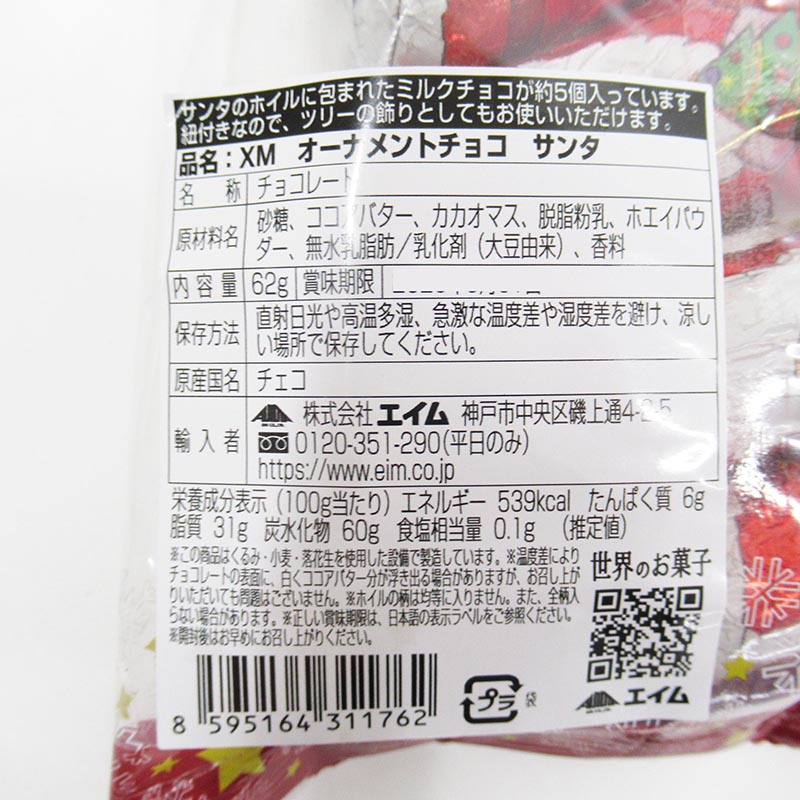 サンタのホイルに包まれたミルクチョコが約5個入っています。
紐付きなので、ツリーの飾りとしてもお使いいただけます。
品名：XM オーナメントチョコ サンタ
名 称 チョコレート
原材料名 砂糖、ココアバター、カカオマス、脱脂粉乳、ホエイパウ
ダー、無水乳脂肪／乳化剤（大豆由来）、香料
内容量 62g 賞味期限
保存方法 直射日光や高温多湿、急激な温度差や湿度差を避け、涼し
い場所で保存してください。
原産国名 チェコ
輸入者 株式会社 エイム 神戸市中央区磯上通4-2-5
0120-351-290(平日のみ)
https://www.eim.co.jp
栄養成分表示（100g当たり）エネルギー 539kcal たんぱく質 6g
脂質 31g 炭水化物 60g 食塩相当量 0.1g （推定値）
※この商品はくるみ・小麦・落花生を使用した設備で製造しています。※温度差により
チョコレートの表面に、白くココアバター分が浮き出る場合がありますが、お召し上が
りいただいても問題はございません。※ホイルの柄は均等に入りません。また、全柄入
らない場合があります。※正しい賞味期限は、日本語の表示ラベルをご参照ください。
※開封後はお早めにお召し上がりください。
世界のお菓子
エイム
8 595164 311762
プラ
袋